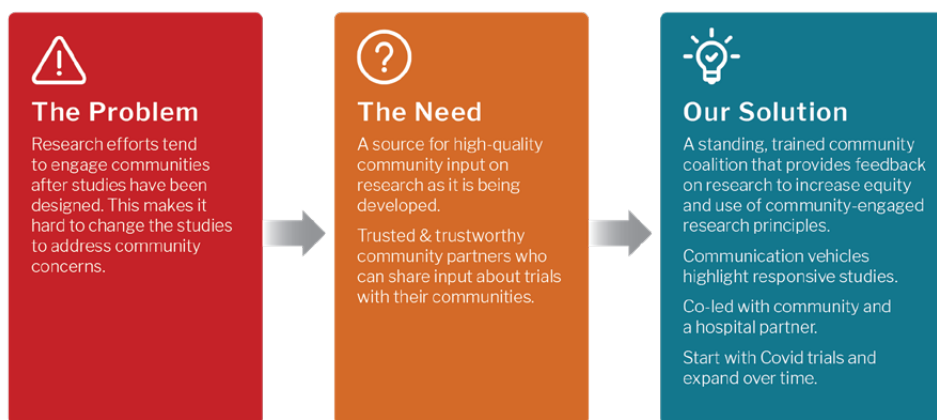 The Problem
Research efforts tend
to engage communities
after studies have been
designed. This makes it
hard to change the studies
to address community
concerns.
The Need
A source for high-quality
community input on
research as it is being
developed.
Trusted & trustworthy
community partners who
can share input about trials
with their communities.
Our Solution
A standing, trained community
coalition that provides feedback
on research to increase equity
and use of community-engaged
research principles.
Communication vehicles
highlight responsive studies.
Co-led with community and
a hospital partner.
Start with Covid trials and
expand over time.